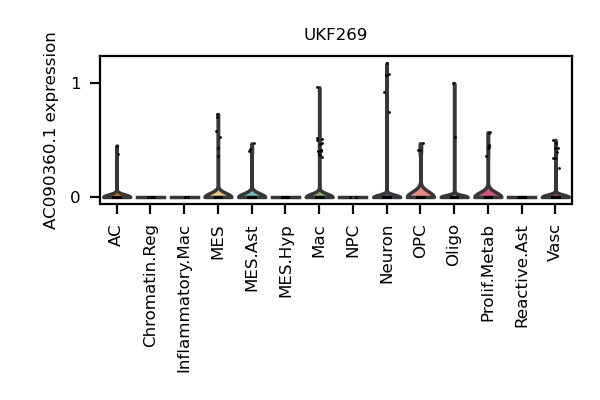 UKF269
AC090360.1 expression
1
0
AC
Chromatin.Reg
Inflammatory.Mac
MES
MES.Ast
MES.Hyp
Mac
NPC
Neuron
OPC
Oligo
Prolif.Metab
Reactive.Ast
Vasc